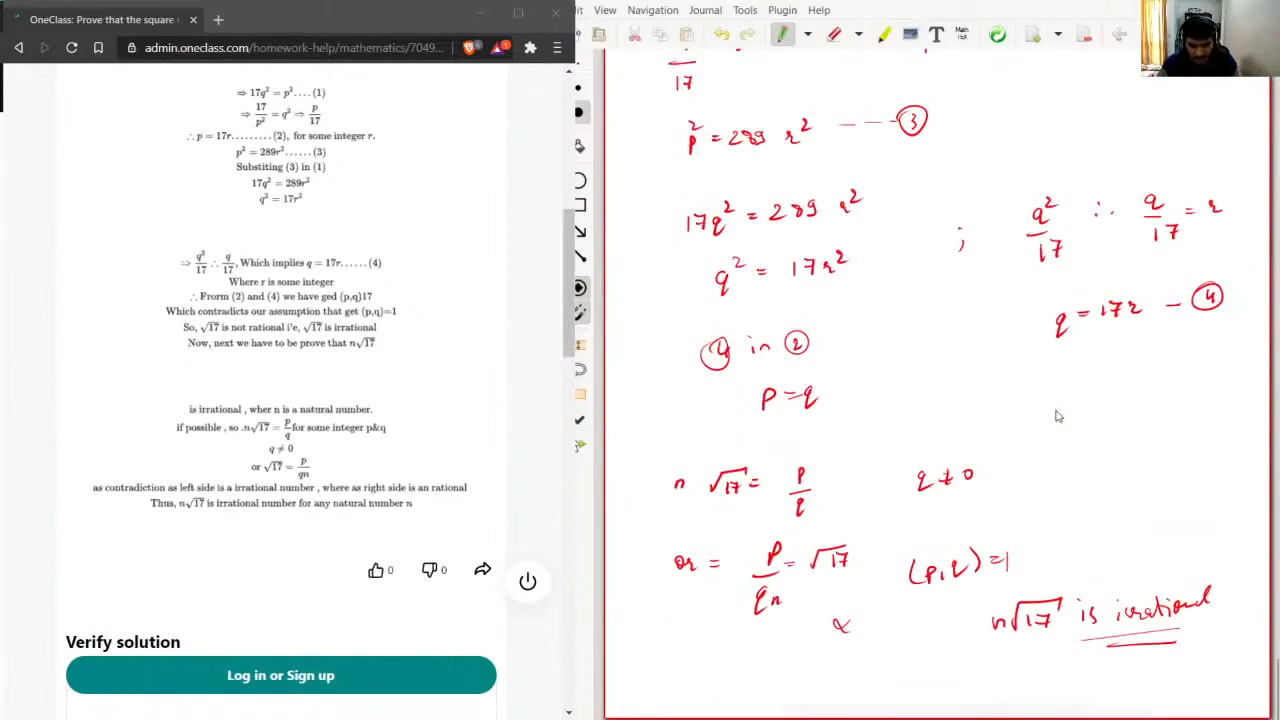 OneClass: Prove that the square
admin.oneclass.com/homework-help/mathematics/7049...
⇒ 17q² = p²....(1)
⇒ 17/p² = q² ⇒ p/17
∴ p = 17r.........(2), for some integer r.
p² = 289r²......(3)
Substiting (3) in (1)
17q² = 289r²
q² = 17r²
⇒ q²/17 ∴ q/17, Which implies q = 17r......(4)
Where r is some integer
∴ Frorm (2) and (4) we have ged (p,q)17
Which contradicts our assumption that get (p,q)=1
So, √17 is not rational i'e, √17 is irrational
Now, next we have to be prove that n√17
is irrational , wher n is a natural number.
if possible , so .n√17 = p/q for some integer p&q
q ≠ 0
or √17 = p/qn
as contradiction as left side is a irrational number , where as right side is an rational
Thus, n√17 is irrational number for any natural number n
0
0
Verify solution
Log in or Sign up
View Navigation Journal Tools Plugin Help
TEX
17
p² = 289 r² --- ③
17q² = 289 r² ; q²/17 ∴ q/17 = r
q² = 17r²
q = 17r - ④
④ in ②
p = q
n √17 = p/q q ≠ 0
or = p/qn = √17 (p,q) = 1
n√17 is irrational